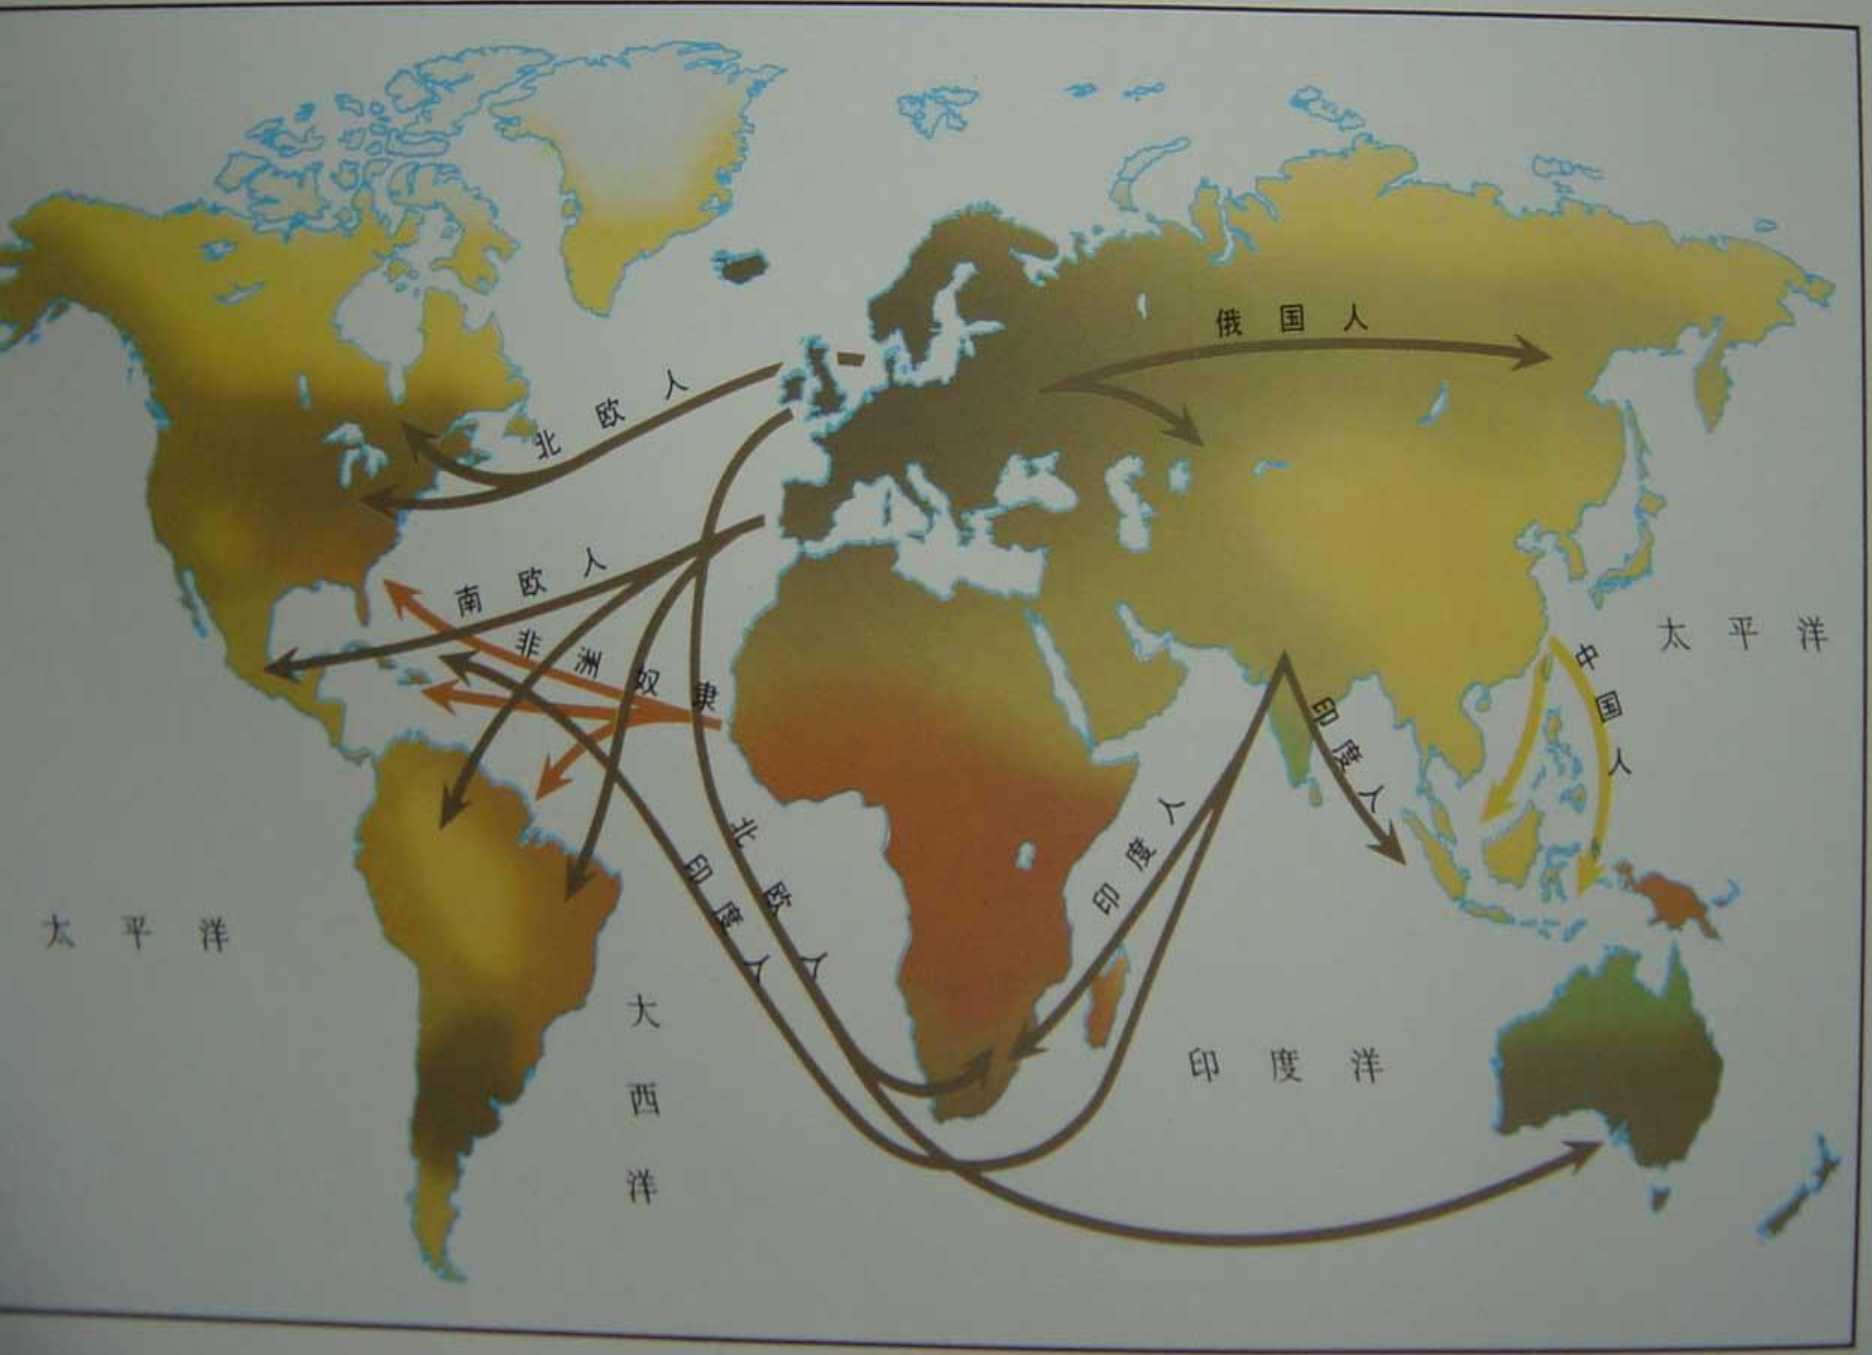 俄国人
北欧人
南欧人
非洲奴隶
太平洋
中国人
印度人
印度人
北欧人
印度人
太平洋
大西洋
印度洋